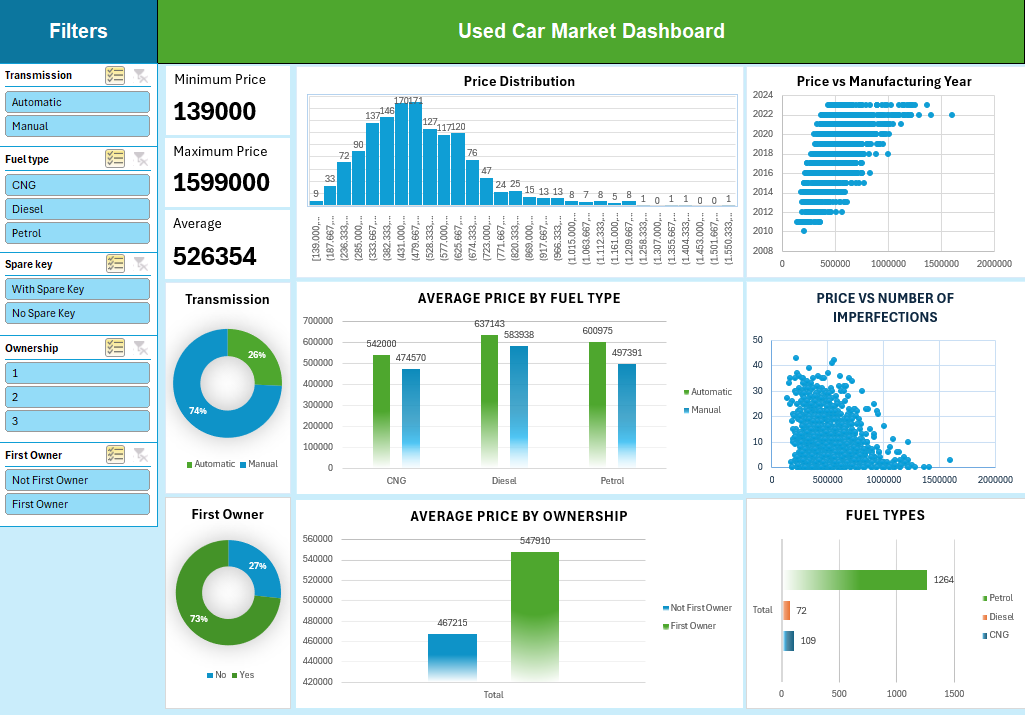 Filters
Used Car Market Dashboard
Transmission
Automatic
Manual
Fuel type
CNG
Diesel
Petrol
Spare key
With Spare Key
No Spare Key
Ownership
1
2
3
First Owner
Not First Owner
First Owner
Minimum Price
139000
Maximum Price
1599000
Average
526354
Price Distribution
9 33 72 90 137 146 170 171 127 117 120 76 47 24 25 15 13 13 8 7 8 5 8 1 0 1 1 0 0 1
[139.000,...
(187.667,...
(236.333,...
(285.000,...
(333.667,...
(382.333,...
(431.000,...
(479.667,...
(528.333,...
(577.000,...
(625.667,...
(674.333,...
(723.000,...
(771.667,...
(820.333,...
(869.000,...
(917.667,...
(966.333,...
(1.015.000,...
(1.063.667,...
(1.112.333,...
(1.161.000,...
(1.209.667,...
(1.258.333,...
(1.307.000,...
(1.355.667,...
(1.404.333,...
(1.453.000,...
(1.501.667,...
(1.550.333,...
Price vs Manufacturing Year
2024
2022
2020
2018
2016
2014
2012
2010
2008
0 500000 1000000 1500000 2000000
Transmission
26%
74%
Automatic Manual
AVERAGE PRICE BY FUEL TYPE
700000
600000
500000
400000
300000
200000
100000
0
542000 474570
637143 583938
600975 497391
CNG Diesel Petrol
Automatic
Manual
PRICE VS NUMBER OF
IMPERFECTIONS
50
40
30
20
10
0
0 500000 1000000 1500000 2000000
First Owner
27%
73%
No Yes
AVERAGE PRICE BY OWNERSHIP
560000
540000
520000
500000
480000
460000
440000
420000
467215
547910
Total
Not First Owner
First Owner
FUEL TYPES
1264
72
109
Total
0 500 1000 1500
Petrol
Diesel
CNG